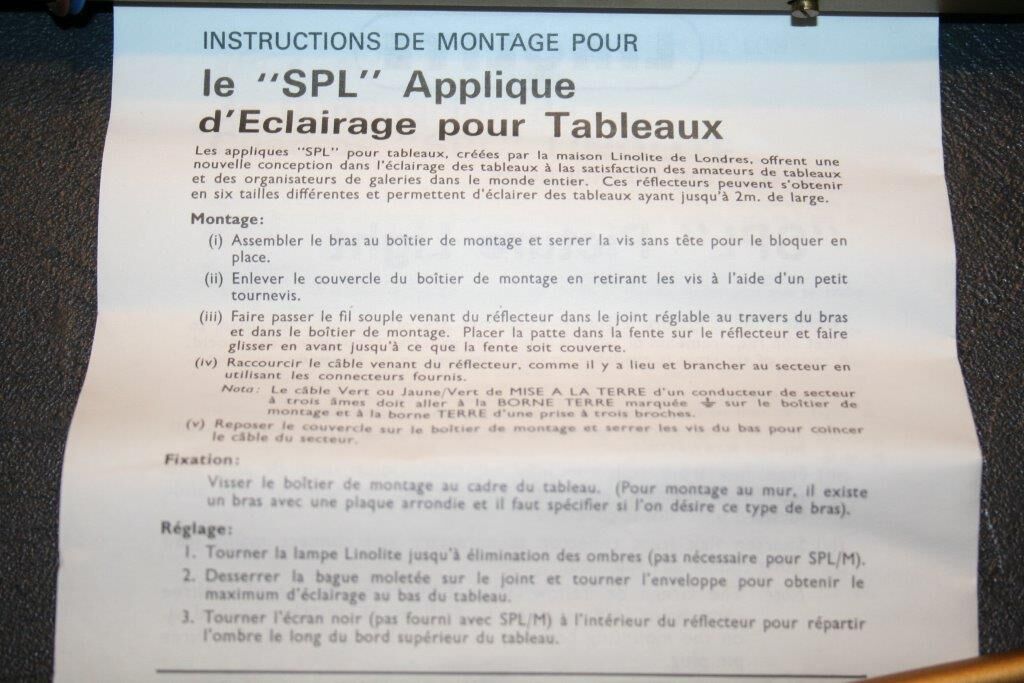 INSTRUCTIONS DE MONTAGE POUR
le "SPL" Applique
d'Eclairage pour Tableaux
Les appliques "SPL" pour tableaux, créées par la maison Linolite de Londres, offrent une
nouvelle conception dans l'éclairage des tableaux à las satisfaction des amateurs de tableaux
et des organisateurs de galeries dans le monde entier. Ces réflecteurs peuvent s'obtenir
en six tailles différentes et permettent d'éclairer des tableaux ayant jusqu'à 2m. de large.
Montage:
(i) Assembler le bras au boîtier de montage et serrer la vis sans tête pour le bloquer en
place.
(ii) Enlever le couvercle du boîtier de montage en retirant les vis à l'aide d'un petit
tournevis.
(iii) Faire passer le fil souple venant du réflecteur dans le joint réglable au travers du bras
et dans le boîtier de montage. Placer la patte dans la fente sur le réflecteur et faire
glisser en avant jusqu'à ce que la fente soit couverte.
(iv) Raccourcir le câble venant du réflecteur, comme il y a lieu et brancher au secteur en
utilisant les connecteurs fournis.
Nota: Le câble Vert ou Jaune/Vert de MISE A LA TERRE d'un conducteur de secteur
à trois âmes doit aller à la BORNE TERRE marquée ⏚ sur le boîtier de
montage et à la borne TERRE d'une prise à trois broches.
(v) Reposer le couvercle sur le boîtier de montage et serrer les vis du bas pour coincer
le câble du secteur.
Fixation:
Visser le boîtier de montage au cadre du tableau. (Pour montage au mur, il existe
un bras avec une plaque arrondie et il faut spécifier si l'on désire ce type de bras).
Réglage:
1. Tourner la lampe Linolite jusqu'à élimination des ombres (pas nécessaire pour SPL/M).
2. Desserrer la bague moletée sur le joint et tourner l'enveloppe pour obtenir le
maximum d'éclairage au bas du tableau.
3. Tourner l'écran noir (pas fourni avec SPL/M) à l'intérieur du réflecteur pour répartir
l'ombre le long du bord supérieur du tableau.